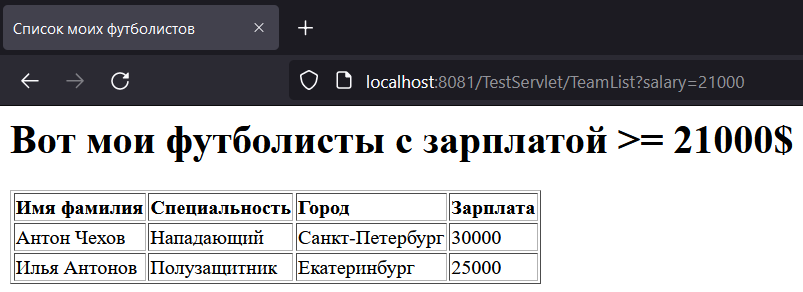 Список моих футболистов
localhost:8081/TestServlet/TeamList?salary=21000
Вот мои футболисты с зарплатой >= 21000$
Имя фамилия Специальность Город Зарплата
Антон Чехов Нападающий Санкт-Петербург 30000
Илья Антонов Полузащитник Екатеринбург 25000